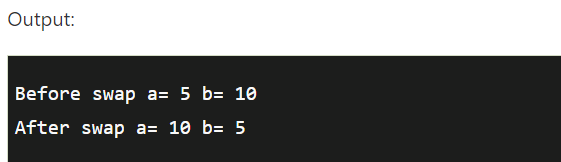 Output:
Before swap a= 5 b= 10
After swap a= 10 b= 5